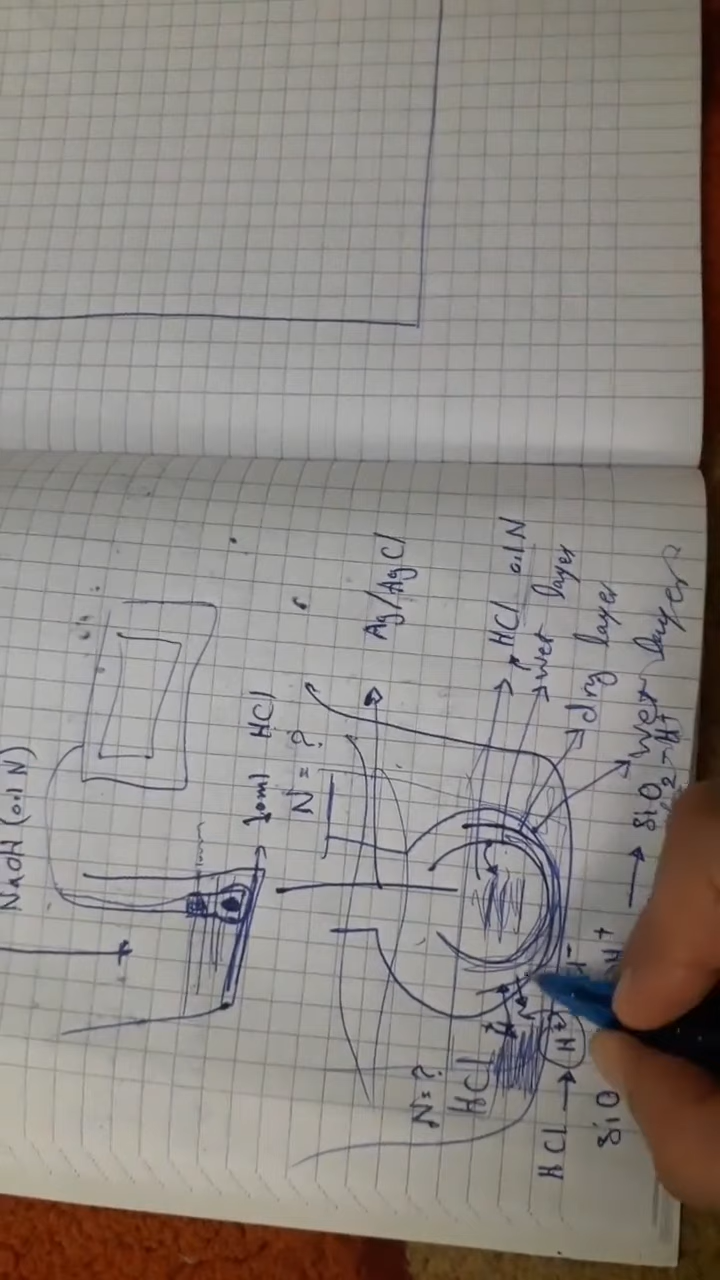 NaOH (0.1 N)
10ml HCl
N = ?
Ag/AgCl
HCl 0.1 N
wet layer
dry layer
wet layer
N = ?
HCl
HCl → H+
SiO
H+ → SiO2 - H+